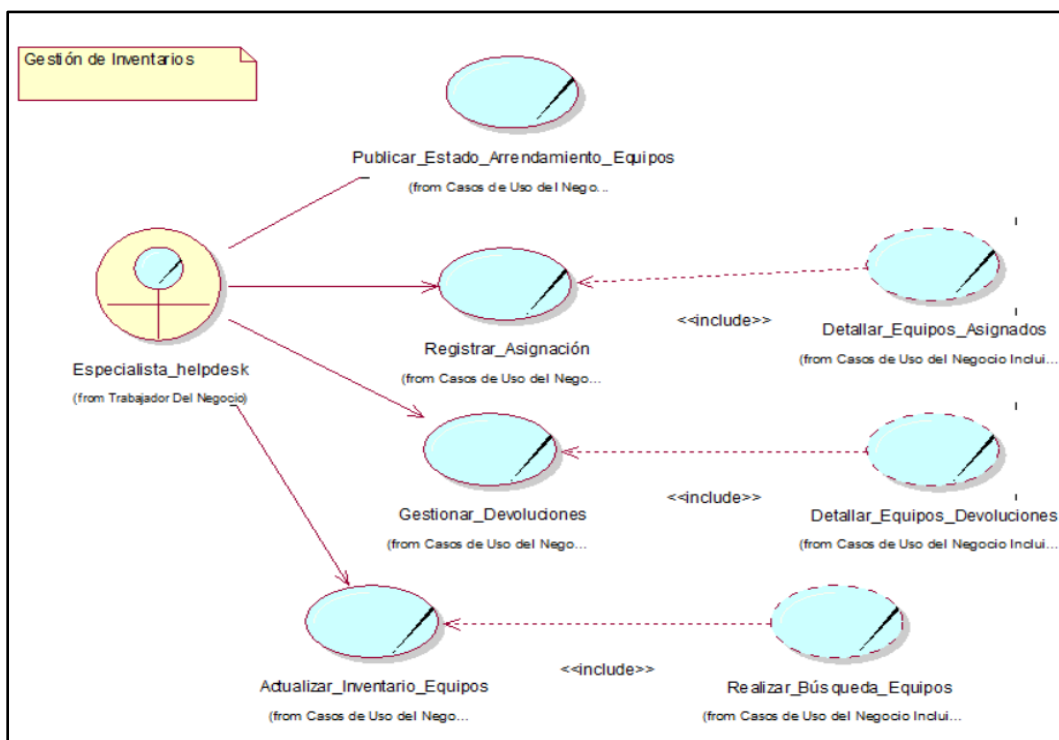 Gestión de Inventarios
Publicar_Estado_Arrendamiento_Equipos
(from Casos de Uso del Nego...
Especialista_helpdesk
(from Trabajador Del Negocio)
Registrar_Asignación
(from Casos de Uso del Nego...
<<include>>
Detallar_Equipos_Asignados
(from Casos de Uso del Negocio Inclui...
Gestionar_Devoluciones
(from Casos de Uso del Nego...
<<include>>
Detallar_Equipos_Devoluciones
(from Casos de Uso del Negocio Inclui...
Actualizar_Inventario_Equipos
(from Casos de Uso del Nego...
<<include>>
Realizar_Búsqueda_Equipos
(from Casos de Uso del Negocio Inclui...